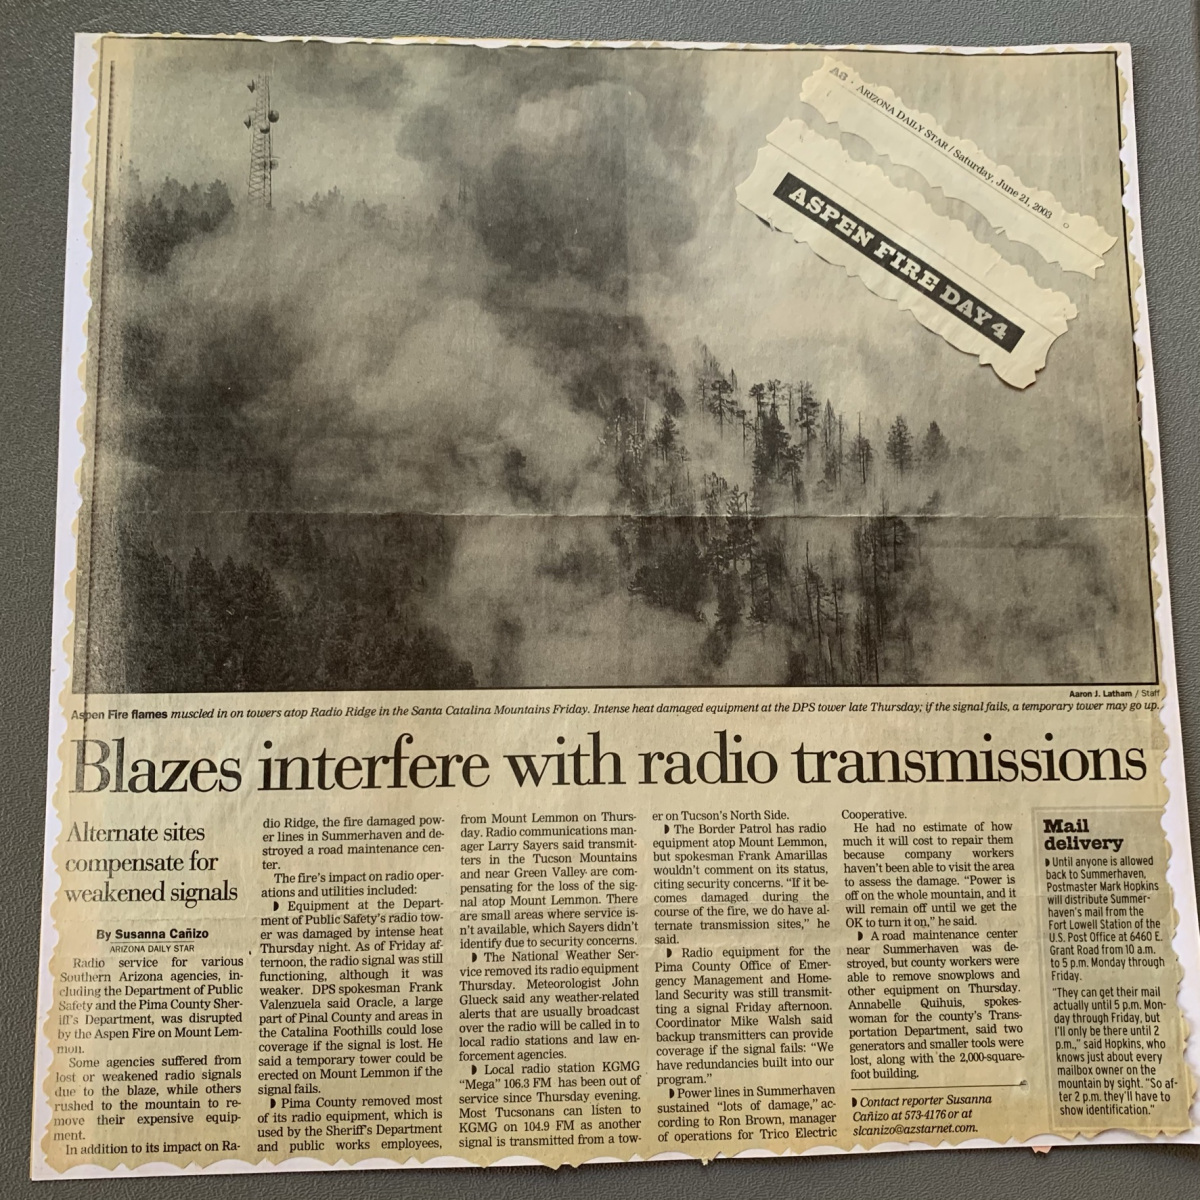 A8 · ARIZONA DAILY STAR / Saturday, June 21, 2003
ASPEN FIRE DAY 4
Aaron J. Latham / Staff
Aspen Fire flames muscled in on towers atop Radio Ridge in the Santa Catalina Mountains Friday. Intense heat damaged equipment at the DPS tower late Thursday; if the signal fails, a temporary tower may go up.
Blazes interfere with radio transmissions
Alternate sites
compensate for
weakened signals
By Susanna Cañizo
ARIZONA DAILY STAR
Radio service for various
Southern Arizona agencies, in-
cluding the Department of Public
Safety and the Pima County Sher-
iff's Department, was disrupted
by the Aspen Fire on Mount Lem-
mon.
Some agencies suffered from
lost or weakened radio signals
due to the blaze, while others
rushed to the mountain to re-
move their expensive equip-
ment.
In addition to its impact on Ra-
dio Ridge, the fire damaged pow-
er lines in Summerhaven and de-
stroyed a road maintenance cen-
ter.
The fire's impact on radio oper-
ations and utilities included:
◗ Equipment at the Depart-
ment of Public Safety's radio tow-
er was damaged by intense heat
Thursday night. As of Friday af-
ternoon, the radio signal was still
functioning, although it was
weaker. DPS spokesman Frank
Valenzuela said Oracle, a large
part of Pinal County and areas in
the Catalina Foothills could lose
coverage if the signal is lost. He
said a temporary tower could be
erected on Mount Lemmon if the
signal fails.
◗ Pima County removed most
of its radio equipment, which is
used by the Sheriff's Department
and public works employees,
from Mount Lemmon on Thurs-
day. Radio communications man-
ager Larry Sayers said transmit-
ters in the Tucson Mountains
and near Green Valley are com-
pensating for the loss of the sig-
nal atop Mount Lemmon. There
are small areas where service is-
n't available, which Sayers didn't
identify due to security concerns.
◗ The National Weather Ser-
vice removed its radio equipment
Thursday. Meteorologist John
Glueck said any weather-related
alerts that are usually broadcast
over the radio will be called in to
local radio stations and law en-
forcement agencies.
◗ Local radio station KGMG
"Mega" 106.3 FM has been out of
service since Thursday evening.
Most Tucsonans can listen to
KGMG on 104.9 FM as another
signal is transmitted from a tow-
er on Tucson's North Side.
◗ The Border Patrol has radio
equipment atop Mount Lemmon,
but spokesman Frank Amarillas
wouldn't comment on its status,
citing security concerns. "If it be-
comes damaged during the
course of the fire, we do have al-
ternate transmission sites," he
said.
◗ Radio equipment for the
Pima County Office of Emer-
gency Management and Home-
land Security was still transmit-
ting a signal Friday afternoon.
Coordinator Mike Walsh said
backup transmitters can provide
coverage if the signal fails: "We
have redundancies built into our
program."
◗ Power lines in Summerhaven
sustained "lots of damage," ac-
cording to Ron Brown, manager
of operations for Trico Electric
Cooperative.
He had no estimate of how
much it will cost to repair them
because company workers
haven't been able to visit the area
to assess the damage. "Power is
off on the whole mountain, and it
will remain off until we get the
OK to turn it on," he said.
◗ A road maintenance center
near Summerhaven was de-
stroyed, but county workers were
able to remove snowplows and
other equipment on Thursday.
Annabelle Quihuis, spokes-
woman for the county's Trans-
portation Department, said two
generators and smaller tools were
lost, along with the 2,000-square-
foot building.
◗ Contact reporter Susanna
Cañizo at 573-4176 or at
slcanizo@azstarnet.com.
Mail
delivery
◗ Until anyone is allowed
back to Summerhaven,
Postmaster Mark Hopkins
will distribute Summer-
haven's mail from the
Fort Lowell Station of the
U.S. Post Office at 6460 E.
Grant Road from 10 a.m.
to 5 p.m. Monday through
Friday.
"They can get their mail
actually until 5 p.m. Mon-
day through Friday, but
I'll only be there until 2
p.m.," said Hopkins, who
knows just about every
mailbox owner on the
mountain by sight. "So af-
ter 2 p.m. they'll have to
show identification."